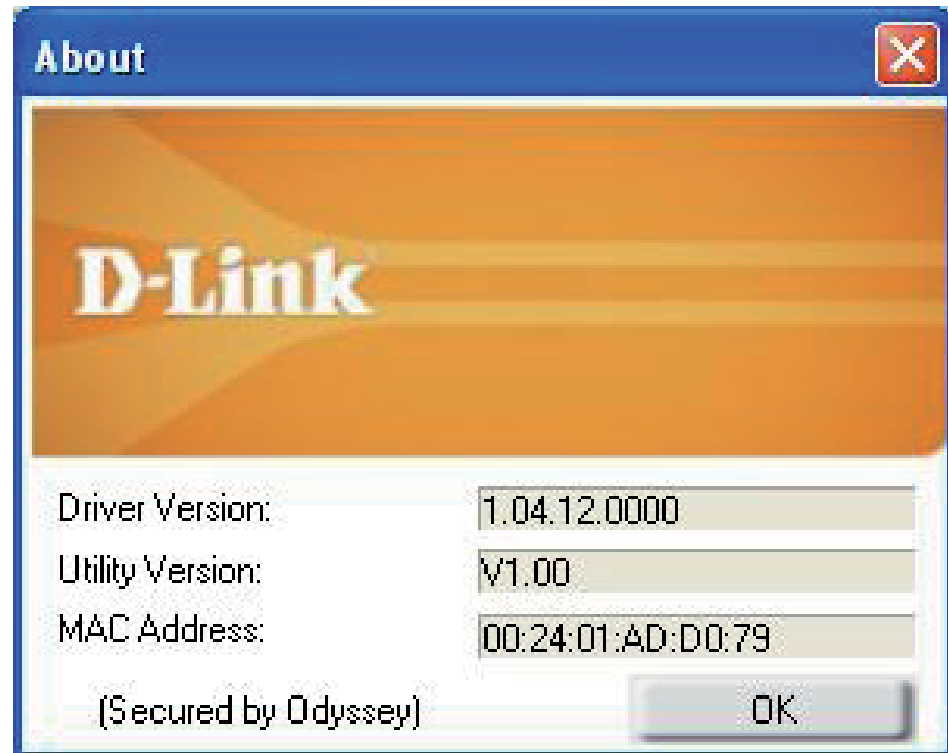 About
D-Link
Driver Version: 1.04.12.0000
Utility Version: V1.00
MAC Address: 00:24:01:AD:D0:79
(Secured by Odyssey) OK